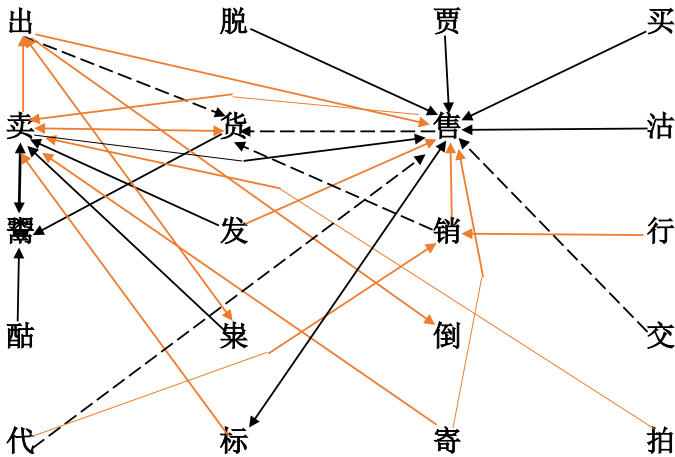 出 脱 贾 买
卖 货 售 沽
鬻 发 销 行
酤 粜 倒 交
代 标 寄 拍